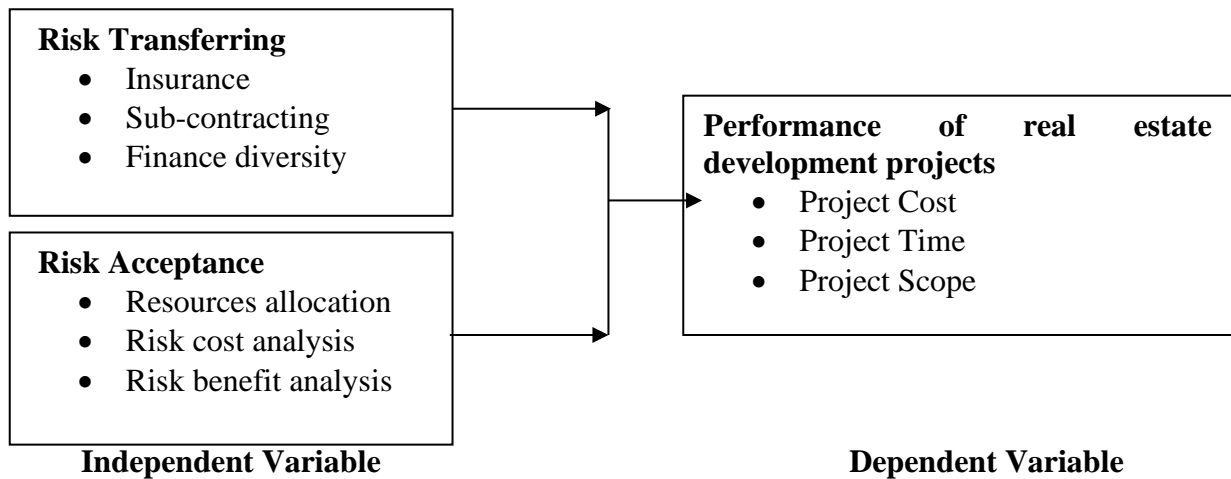 Risk Transferring
• Insurance
• Sub-contracting
• Finance diversity
Risk Acceptance
• Resources allocation
• Risk cost analysis
• Risk benefit analysis
Performance of real estate
development projects
• Project Cost
• Project Time
• Project Scope
Independent Variable
Dependent Variable